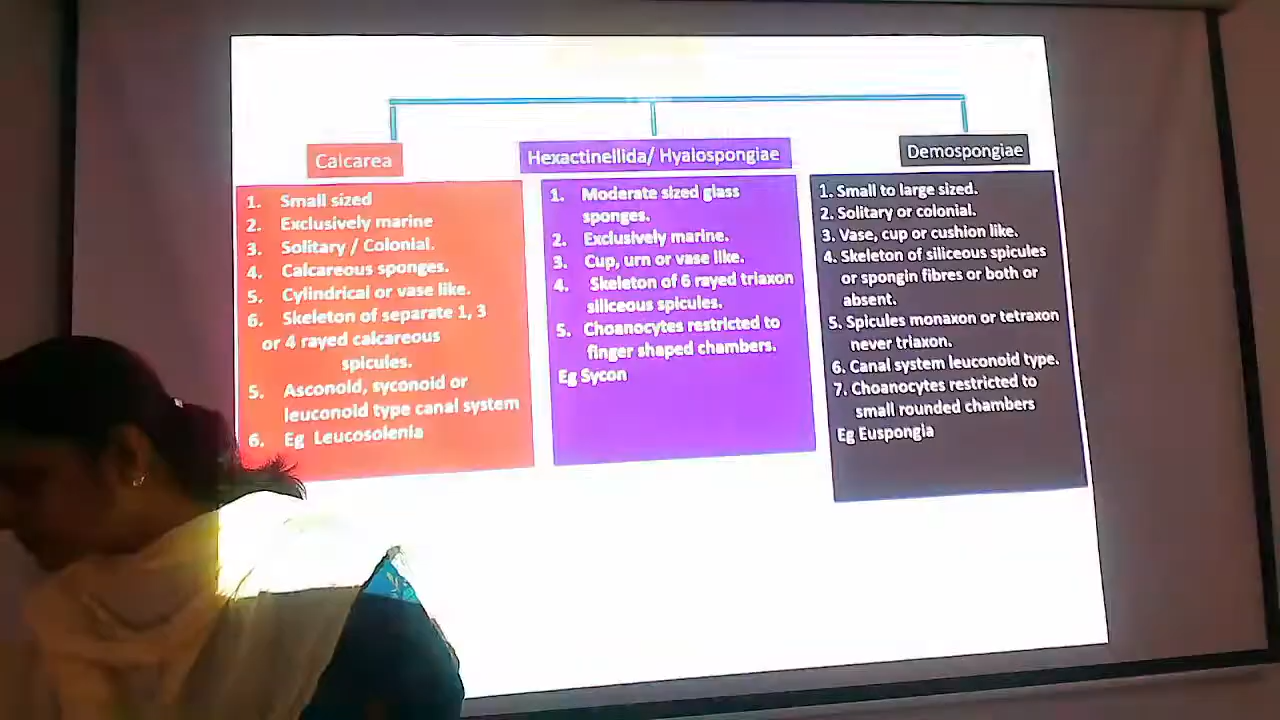 Calcarea
1. Small sized
2. Exclusively marine
3. Solitary / Colonial.
4. Calcareous sponges.
5. Cylindrical or vase like.
6. Skeleton of separate 1, 3
or 4 rayed calcareous
spicules.
5. Asconoid, syconoid or
leuconoid type canal system
6. Eg Leucosolenia
Hexactinellida/ Hyalospongiae
1. Moderate sized glass
sponges.
2. Exclusively marine.
3. Cup, urn or vase like.
4. Skeleton of 6 rayed triaxon
siliceous spicules.
5. Choanocytes restricted to
finger shaped chambers.
Eg Sycon
Demospongiae
1. Small to large sized.
2. Solitary or colonial.
3. Vase, cup or cushion like.
4. Skeleton of siliceous spicules
or spongin fibres or both or
absent.
5. Spicules monaxon or tetraxon
never triaxon.
6. Canal system leuconoid type.
7. Choanocytes restricted to
small rounded chambers
Eg Euspongia